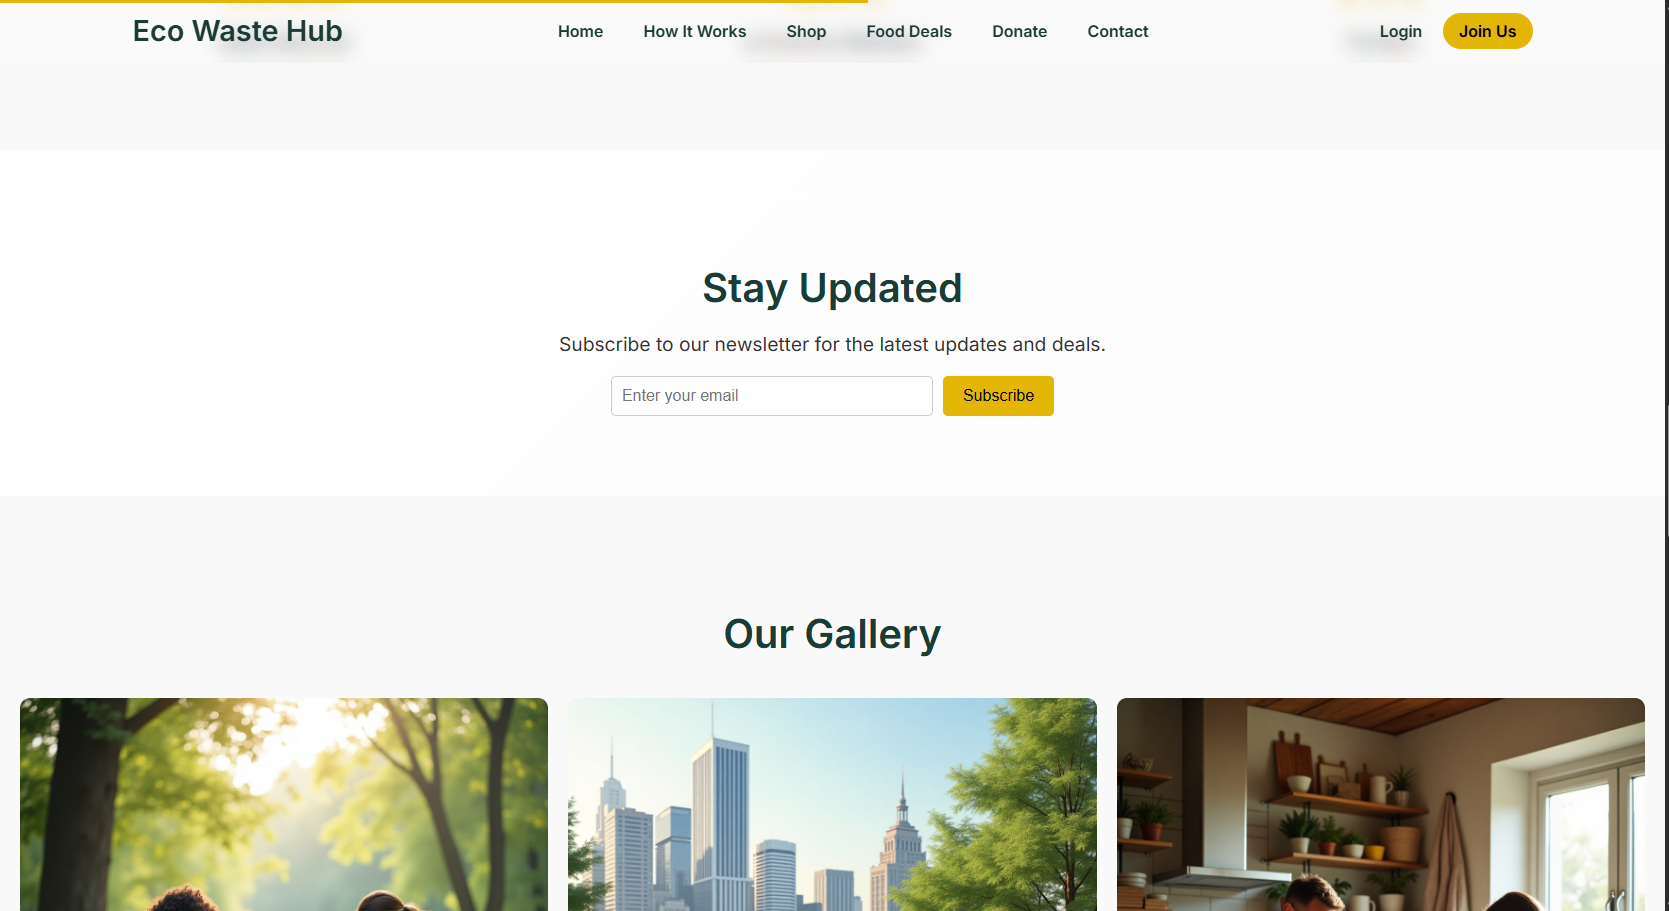 Eco Waste Hub
Home How It Works Shop Food Deals Donate Contact
Login Join Us
Stay Updated
Subscribe to our newsletter for the latest updates and deals.
Enter your email Subscribe
Our Gallery